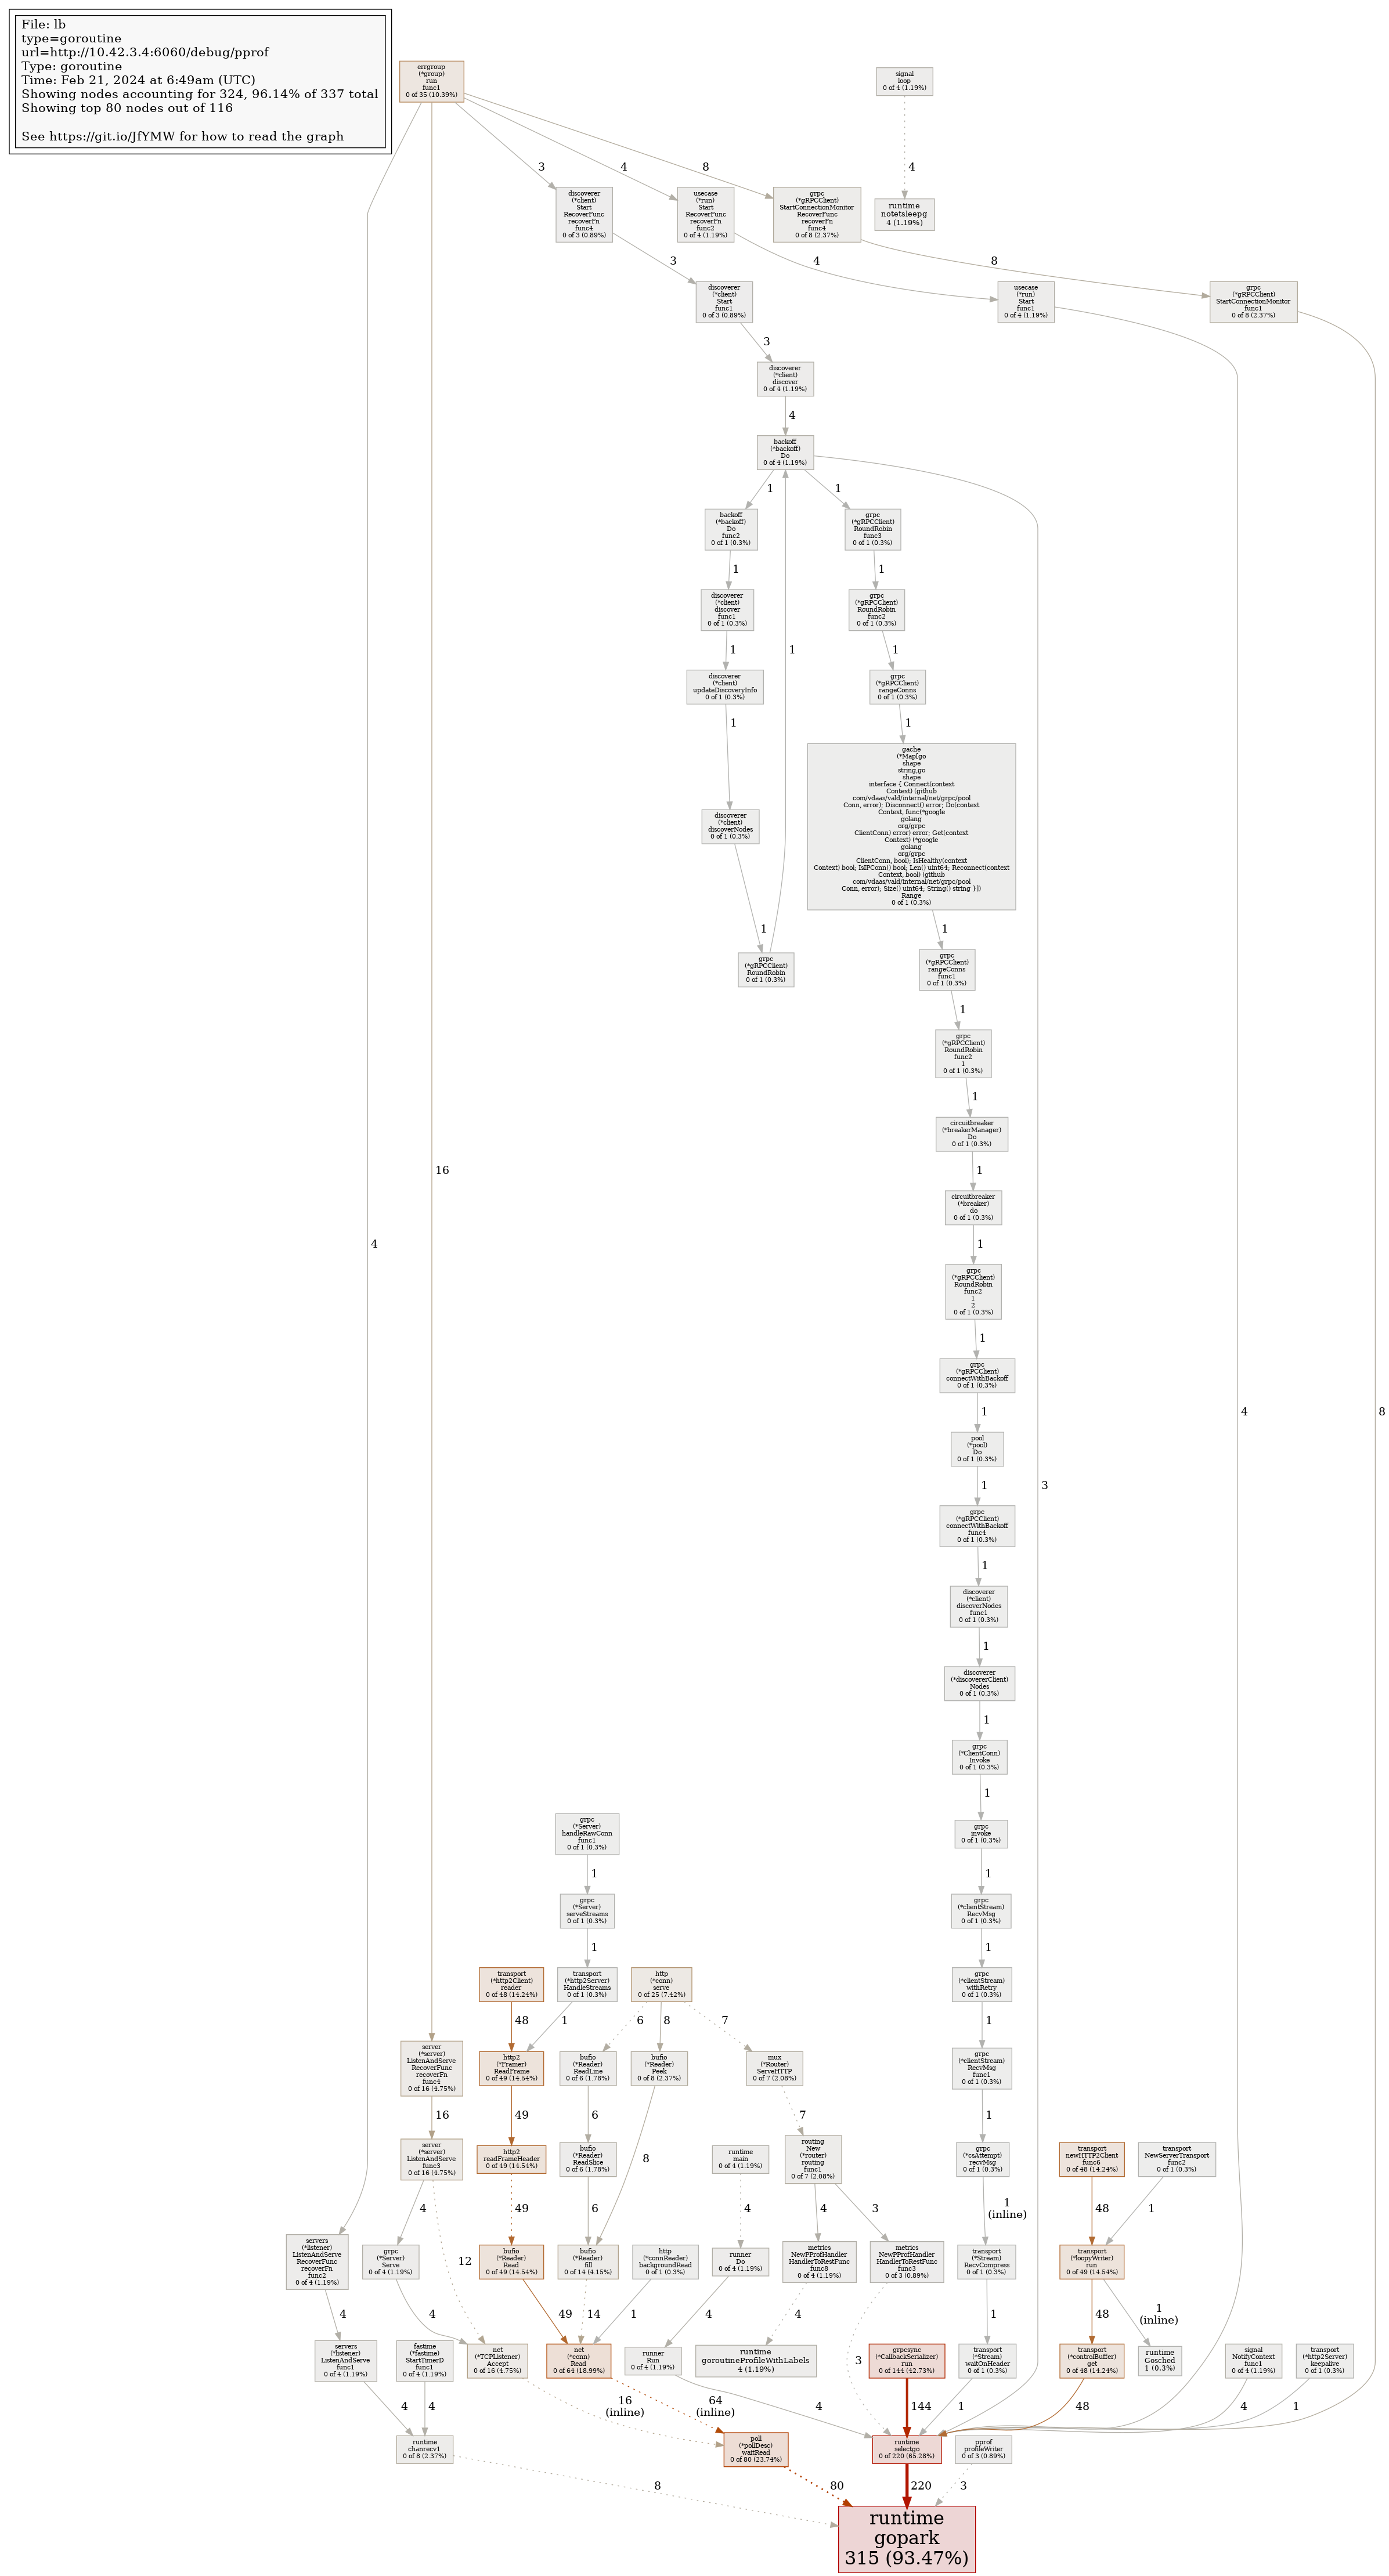 File: lb
type=goroutine
url=http://10.42.3.4:6060/debug/pprof
Type: goroutine
Time: Feb 21, 2024 at 6:49am (UTC)
Showing nodes accounting for 324, 96.14% of 337 total
Showing top 80 nodes out of 116
See https://git.io/JfYMW for how to read the graph
errgroup
(*group)
run
func1
0 of 35 (10.39%)
signal
loop
0 of 4 (1.19%)
3
4
8
4
discoverer
(*client)
Start
RecoverFunc
recoverFn
func4
0 of 3 (0.89%)
usecase
(*run)
Start
RecoverFunc
recoverFn
func2
0 of 4 (1.19%)
grpc
(*gRPCClient)
StartConnectionMonitor
RecoverFunc
recoverFn
func4
0 of 8 (2.37%)
runtime
notetsleepg
4 (1.19%)
3
4
8
discoverer
(*client)
Start
func1
0 of 3 (0.89%)
usecase
(*run)
Start
func1
0 of 4 (1.19%)
grpc
(*gRPCClient)
StartConnectionMonitor
func1
0 of 8 (2.37%)
3
discoverer
(*client)
discover
0 of 4 (1.19%)
4
backoff
(*backoff)
Do
0 of 4 (1.19%)
1
1
backoff
(*backoff)
Do
func2
0 of 1 (0.3%)
grpc
(*gRPCClient)
RoundRobin
func3
0 of 1 (0.3%)
1
1
discoverer
(*client)
discover
func1
0 of 1 (0.3%)
grpc
(*gRPCClient)
RoundRobin
func2
0 of 1 (0.3%)
1
1
1
discoverer
(*client)
updateDiscoveryInfo
0 of 1 (0.3%)
grpc
(*gRPCClient)
rangeConns
0 of 1 (0.3%)
1
1
gache
(*Map[go
shape
string,go
shape
interface { Connect(context
Context) (github
com/vdaas/vald/internal/net/grpc/pool
Conn, error); Disconnect() error; Do(context
Context, func(*google
golang
org/grpc
ClientConn) error) error; Get(context
Context) (*google
golang
org/grpc
ClientConn, bool); IsHealthy(context
Context) bool; IsIPConn() bool; Len() uint64; Reconnect(context
Context, bool) (github
com/vdaas/vald/internal/net/grpc/pool
Conn, error); Size() uint64; String() string }])
Range
0 of 1 (0.3%)
discoverer
(*client)
discoverNodes
0 of 1 (0.3%)
1
1
grpc
(*gRPCClient)
RoundRobin
0 of 1 (0.3%)
grpc
(*gRPCClient)
rangeConns
func1
0 of 1 (0.3%)
1
grpc
(*gRPCClient)
RoundRobin
func2
1
0 of 1 (0.3%)
1
circuitbreaker
(*breakerManager)
Do
0 of 1 (0.3%)
16
1
circuitbreaker
(*breaker)
do
0 of 1 (0.3%)
4
1
grpc
(*gRPCClient)
RoundRobin
func2
1
2
0 of 1 (0.3%)
1
grpc
(*gRPCClient)
connectWithBackoff
0 of 1 (0.3%)
1
4
8
pool
(*pool)
Do
0 of 1 (0.3%)
1
3
grpc
(*gRPCClient)
connectWithBackoff
func4
0 of 1 (0.3%)
1
discoverer
(*client)
discoverNodes
func1
0 of 1 (0.3%)
1
discoverer
(*discovererClient)
Nodes
0 of 1 (0.3%)
1
grpc
(*ClientConn)
Invoke
0 of 1 (0.3%)
1
grpc
(*Server)
handleRawConn
func1
0 of 1 (0.3%)
grpc
invoke
0 of 1 (0.3%)
1
1
grpc
(*Server)
serveStreams
0 of 1 (0.3%)
grpc
(*clientStream)
RecvMsg
0 of 1 (0.3%)
1
1
transport
(*http2Client)
reader
0 of 48 (14.24%)
transport
(*http2Server)
HandleStreams
0 of 1 (0.3%)
http
(*conn)
serve
0 of 25 (7.42%)
grpc
(*clientStream)
withRetry
0 of 1 (0.3%)
48
1
6
8
7
1
server
(*server)
ListenAndServe
RecoverFunc
recoverFn
func4
0 of 16 (4.75%)
http2
(*Framer)
ReadFrame
0 of 49 (14.54%)
bufio
(*Reader)
ReadLine
0 of 6 (1.78%)
bufio
(*Reader)
Peek
0 of 8 (2.37%)
mux
(*Router)
ServeHTTP
0 of 7 (2.08%)
grpc
(*clientStream)
RecvMsg
func1
0 of 1 (0.3%)
16
49
6
7
1
server
(*server)
ListenAndServe
func3
0 of 16 (4.75%)
http2
readFrameHeader
0 of 49 (14.54%)
bufio
(*Reader)
ReadSlice
0 of 6 (1.78%)
8
runtime
main
0 of 4 (1.19%)
routing
New
(*router)
routing
func1
0 of 7 (2.08%)
grpc
(*csAttempt)
recvMsg
0 of 1 (0.3%)
transport
newHTTP2Client
func6
0 of 48 (14.24%)
transport
NewServerTransport
func2
0 of 1 (0.3%)
4
49
6
4
4
3
1
(inline)
48
1
servers
(*listener)
ListenAndServe
RecoverFunc
recoverFn
func2
0 of 4 (1.19%)
grpc
(*Server)
Serve
0 of 4 (1.19%)
12
bufio
(*Reader)
Read
0 of 49 (14.54%)
bufio
(*Reader)
fill
0 of 14 (4.15%)
http
(*connReader)
backgroundRead
0 of 1 (0.3%)
runner
Do
0 of 4 (1.19%)
metrics
NewPProfHandler
HandlerToRestFunc
func8
0 of 4 (1.19%)
metrics
NewPProfHandler
HandlerToRestFunc
func3
0 of 3 (0.89%)
transport
(*Stream)
RecvCompress
0 of 1 (0.3%)
transport
(*loopyWriter)
run
0 of 49 (14.54%)
4
4
49
14
1
4
4
1
48
1
(inline)
servers
(*listener)
ListenAndServe
func1
0 of 4 (1.19%)
fastime
(*fastime)
StartTimerD
func1
0 of 4 (1.19%)
net
(*TCPListener)
Accept
0 of 16 (4.75%)
net
(*conn)
Read
0 of 64 (18.99%)
runner
Run
0 of 4 (1.19%)
runtime
goroutineProfileWithLabels
4 (1.19%)
3
grpcsync
(*CallbackSerializer)
run
0 of 144 (42.73%)
transport
(*Stream)
waitOnHeader
0 of 1 (0.3%)
transport
(*controlBuffer)
get
0 of 48 (14.24%)
runtime
Gosched
1 (0.3%)
signal
NotifyContext
func1
0 of 4 (1.19%)
transport
(*http2Server)
keepalive
0 of 1 (0.3%)
4
4
16
(inline)
64
(inline)
4
144
1
48
4
1
runtime
chanrecv1
0 of 8 (2.37%)
poll
(*pollDesc)
waitRead
0 of 80 (23.74%)
runtime
selectgo
0 of 220 (65.28%)
pprof
profileWriter
0 of 3 (0.89%)
8
80
220
3
runtime
gopark
315 (93.47%)